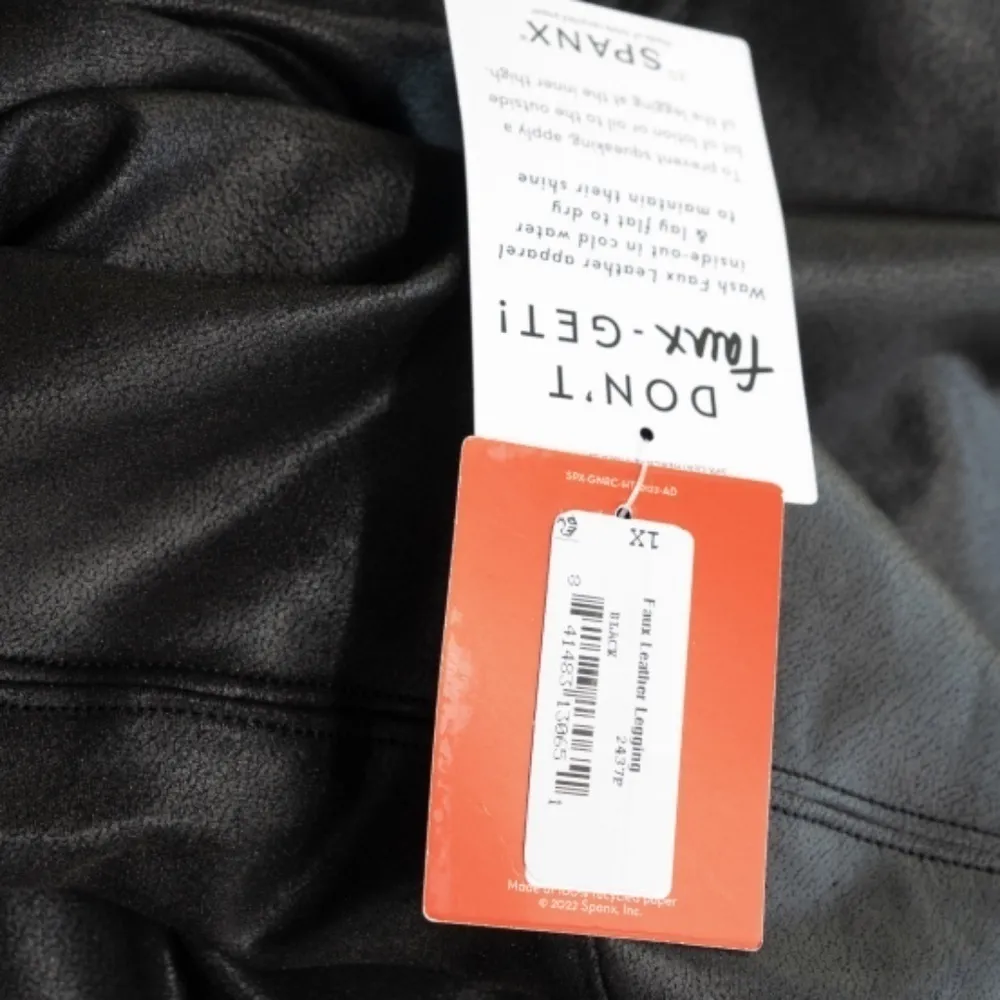 DON'T
faux-GET!
Wash Faux Leather apparel
inside-out in cold water
& lay flat to dry
to maintain their shine
To prevent squeaking, apply a
bit of lotion or oil to the outside
of the legging at the inner thigh.
SPANX®
1X
Faux Leather Legging
2437P
BLACK
8 41483 13065 1
Made of 100% recycled paper
© 2022 Spanx, Inc.